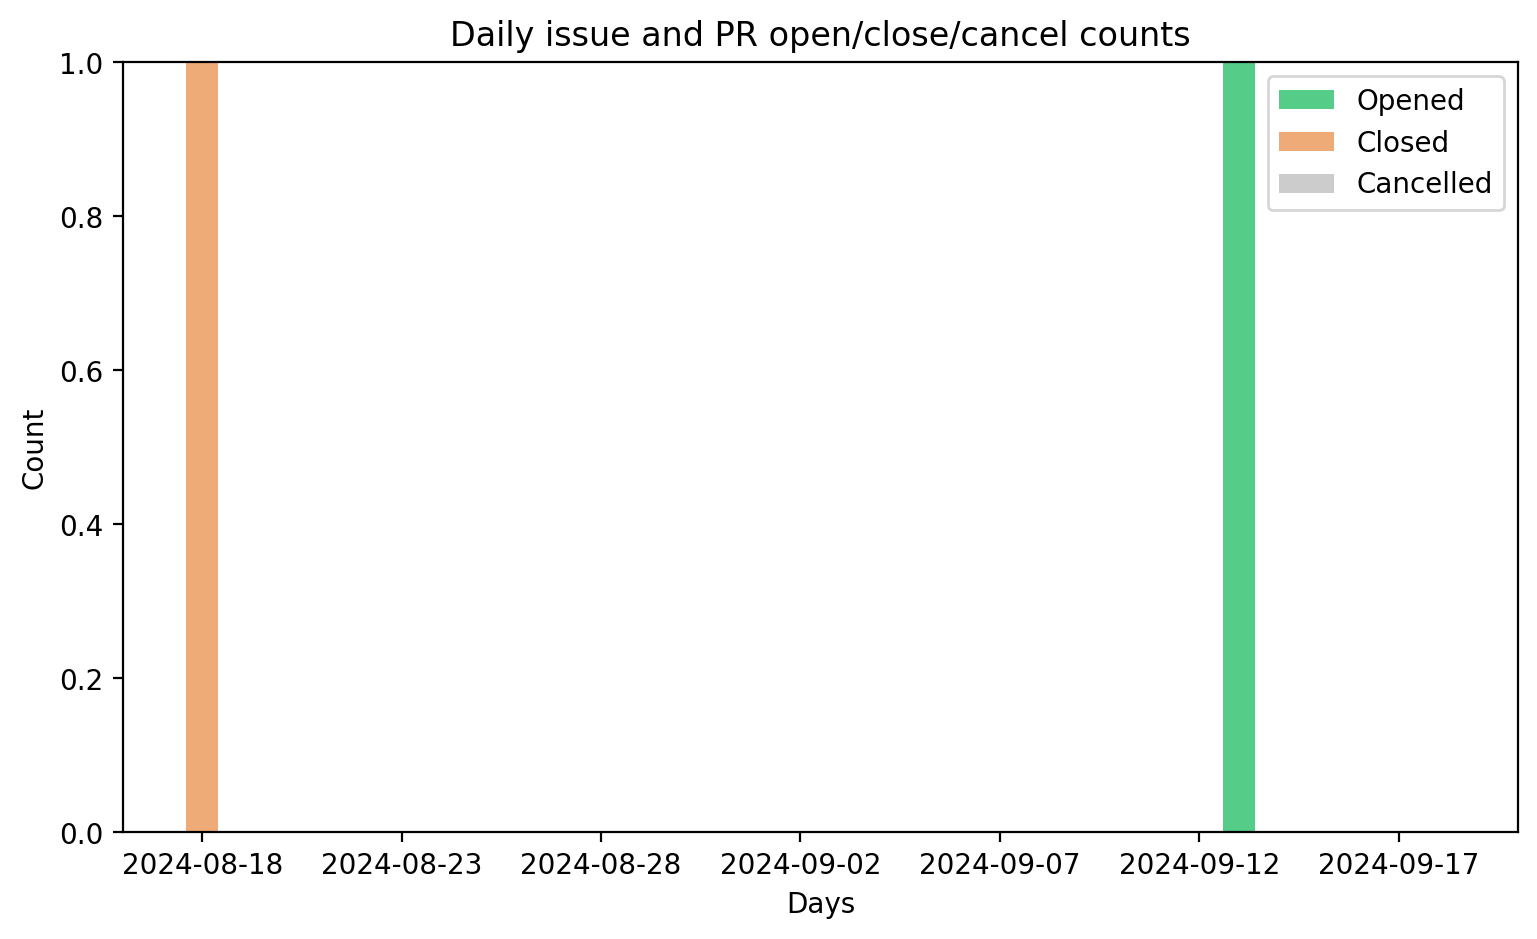 Daily issue and PR open/close/cancel counts
1.0
0.8
0.6
0.4
0.2
0.0
Count
Opened
Closed
Cancelled
2024-08-18 2024-08-23 2024-08-28 2024-09-02 2024-09-07 2024-09-12 2024-09-17
Days